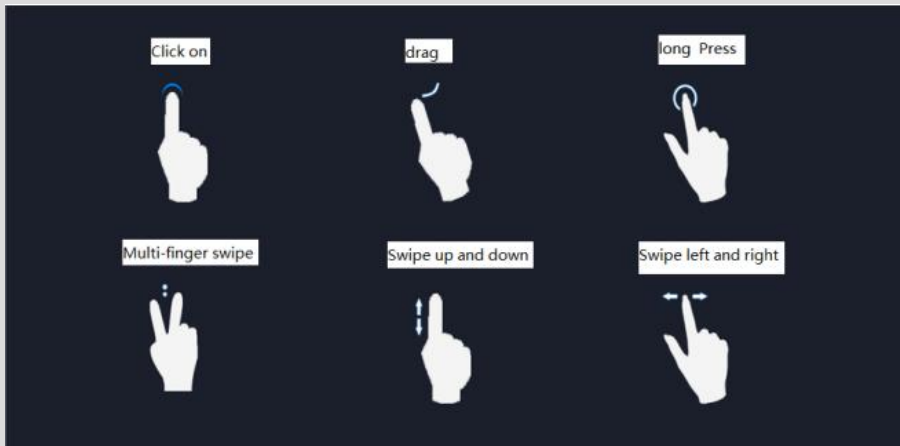 Click on
drag
long Press
Multi-finger swipe
Swipe up and down
Swipe left and right